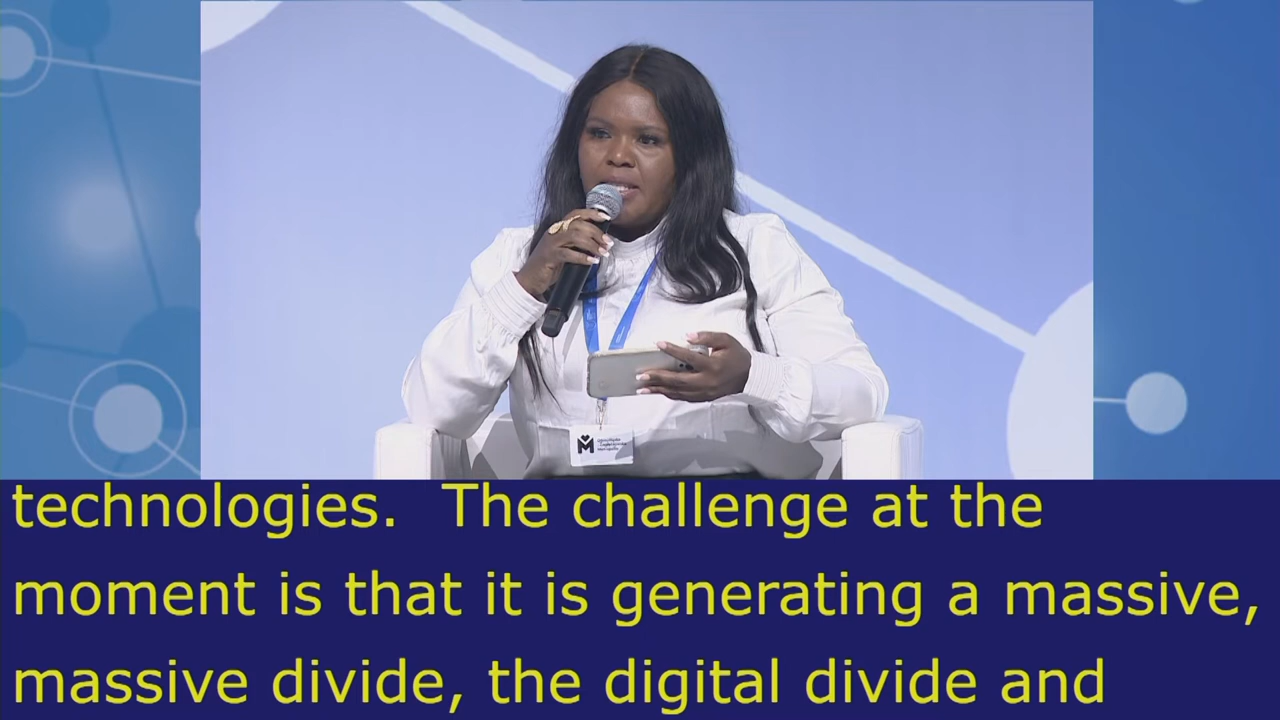 M
technologies.  The challenge at the
moment is that it is generating a massive,
massive divide, the digital divide and